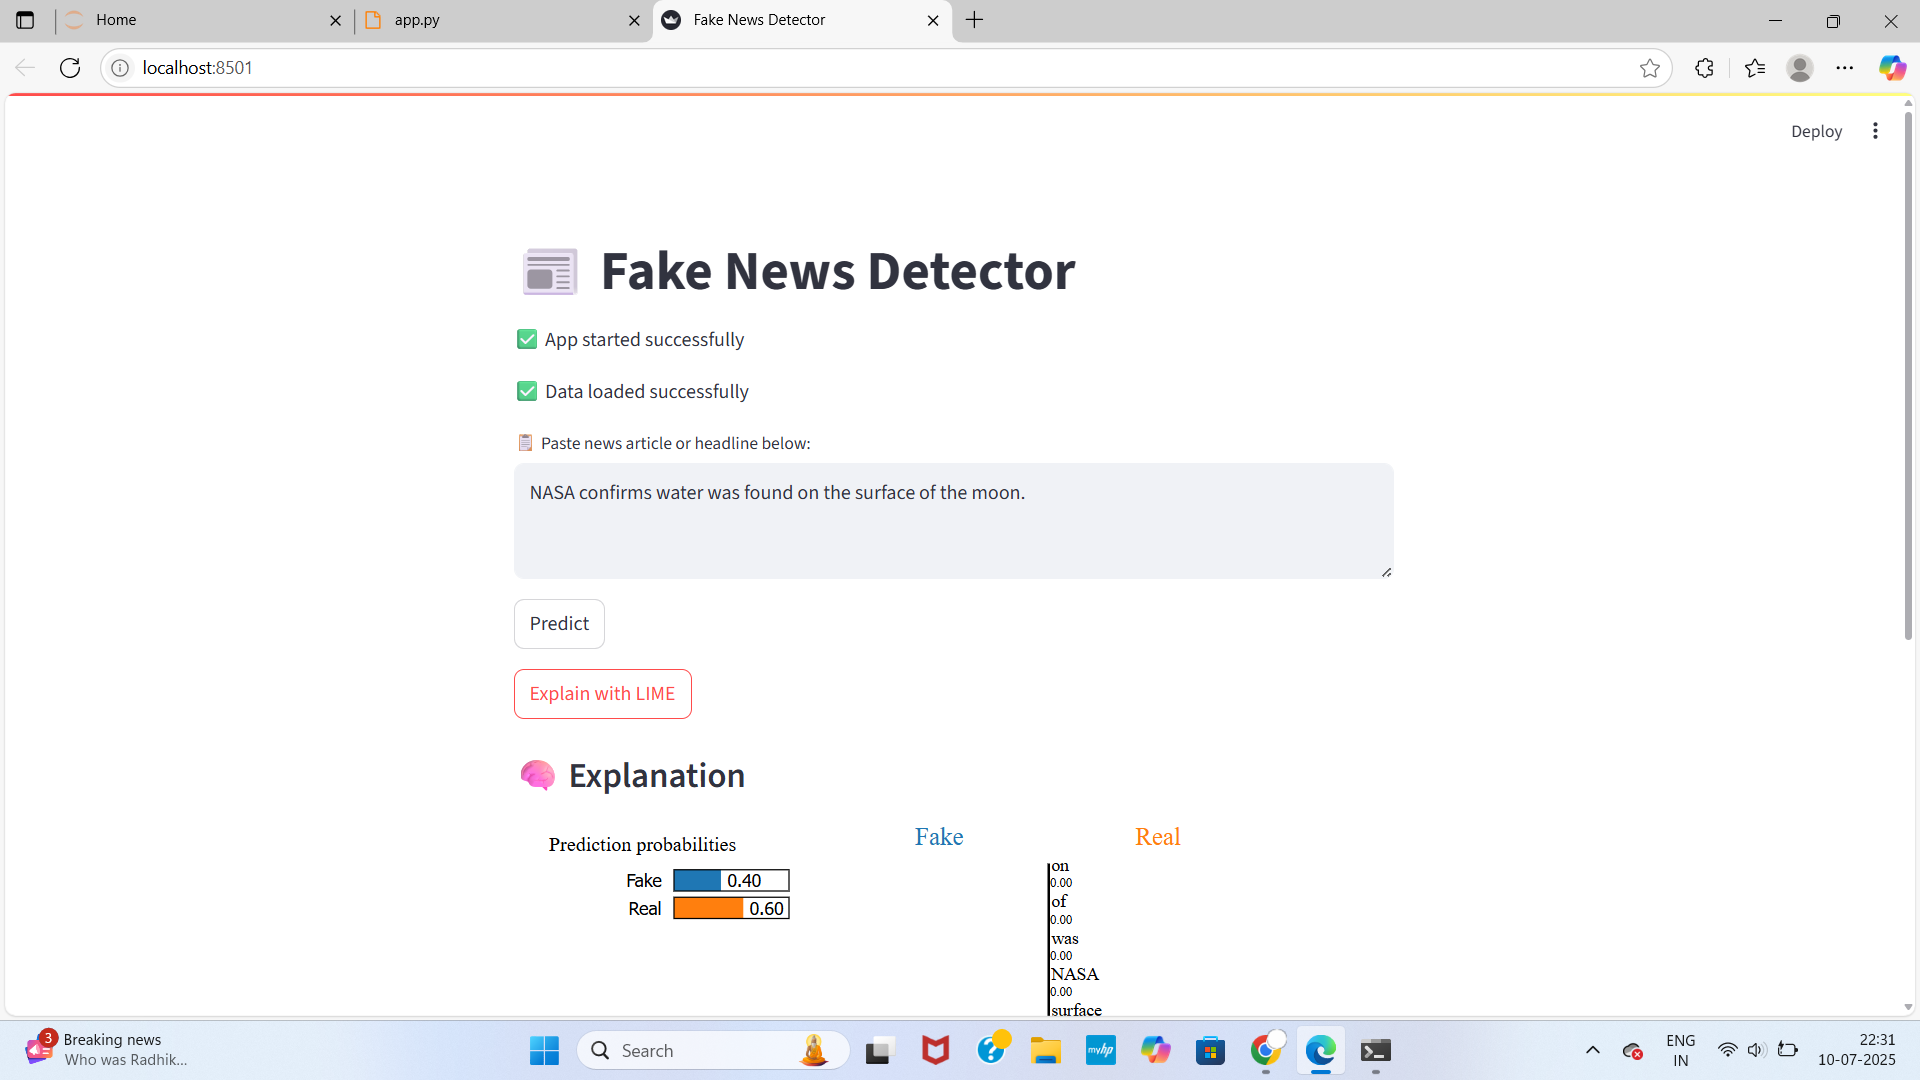 Home
app.py
Fake News Detector
localhost:8501
Deploy
Fake News Detector
App started successfully
Data loaded successfully
Paste news article or headline below:
NASA confirms water was found on the surface of the moon.
Predict
Explain with LIME
Explanation
Prediction probabilities
Fake 0.40
Real 0.60
Fake Real
on
0.00
of
0.00
was
0.00
NASA
0.00
surface
3
Breaking news
Who was Radhik...
Search
myhp
ENG
IN
22:31
10-07-2025